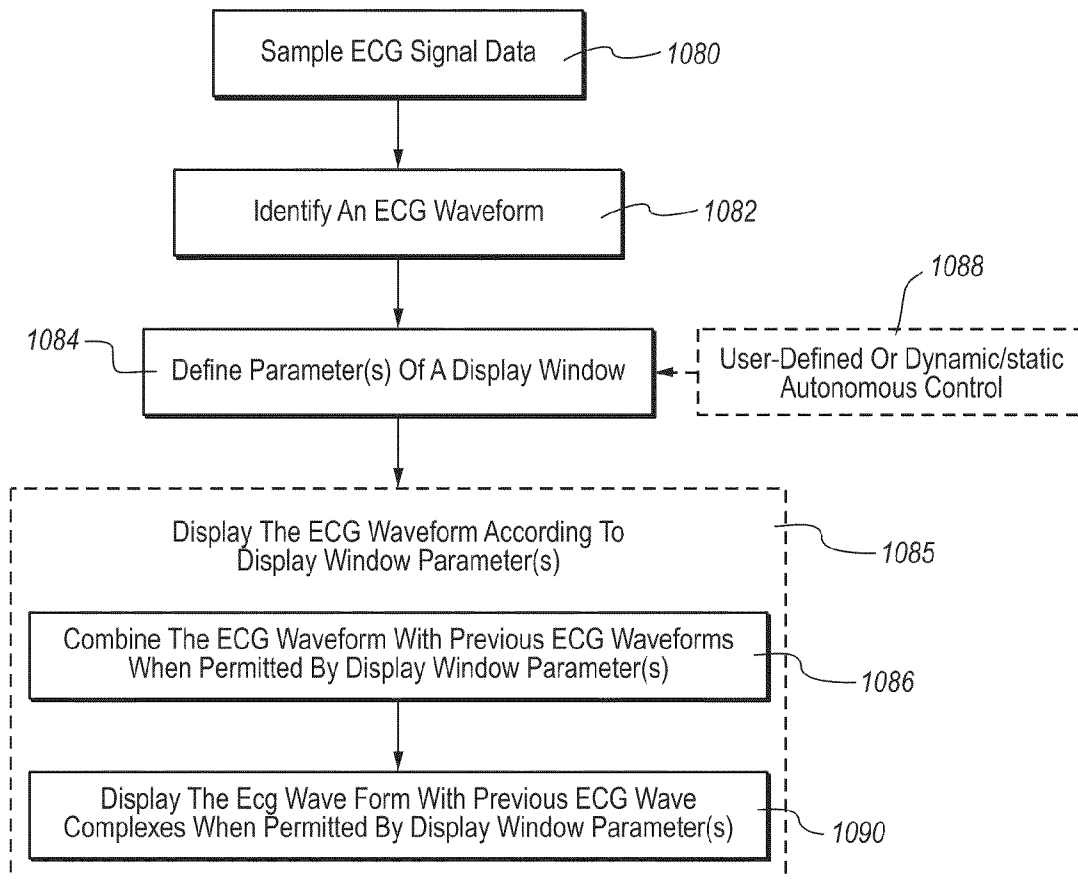 Sample ECG Signal Data
1080
Identify An ECG Waveform
1082
1088
1084
Define Parameter(s) Of A Display Window
User-Defined Or Dynamic/static
Autonomous Control
Display The ECG Waveform According To
Display Window Parameter(s)
1085
Combine The ECG Waveform With Previous ECG Waveforms
When Permitted By Display Window Parameter(s)
1086
Display The Ecg Wave Form With Previous ECG Wave
Complexes When Permitted By Display Window Parameter(s)
1090